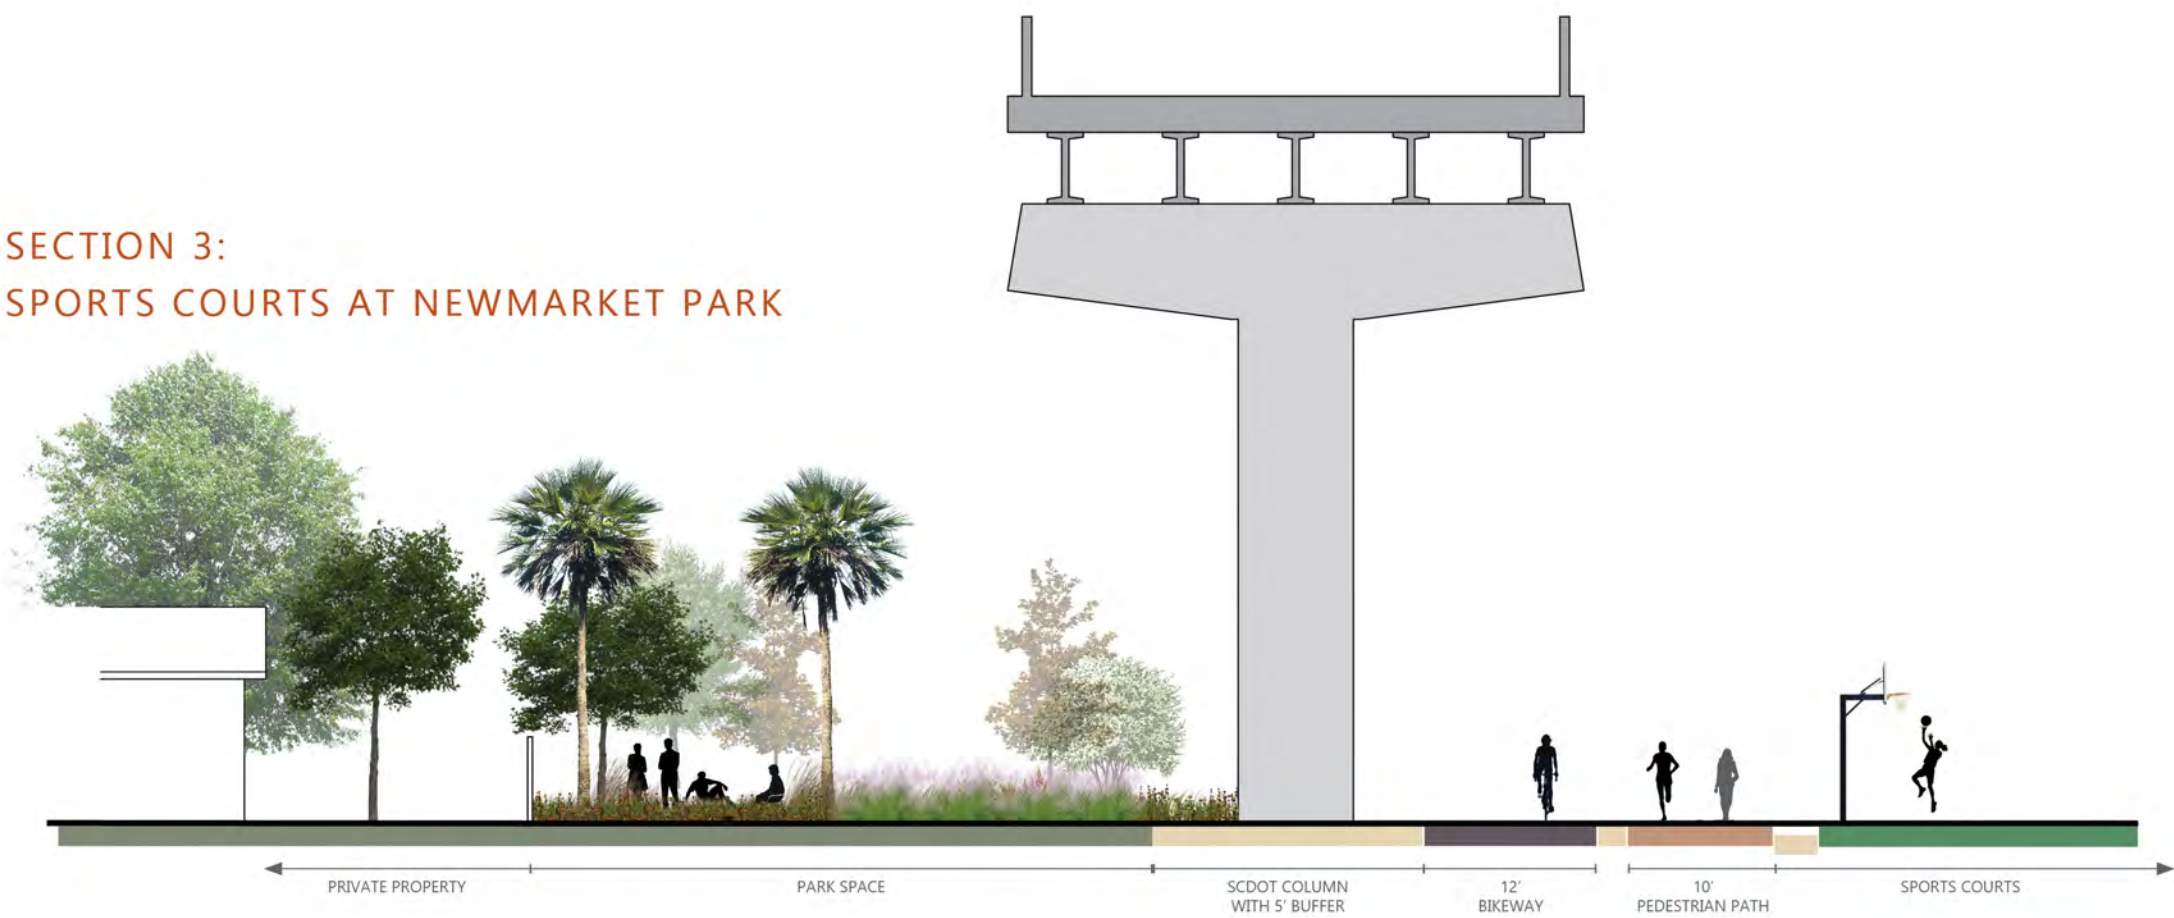 SECTION 3:
SPORTS COURTS AT NEWMARKET PARK
PRIVATE PROPERTY
PARK SPACE
SCDOT COLUMN
WITH 5' BUFFER
12'
BIKEWAY
10'
PEDESTRIAN PATH
SPORTS COURTS